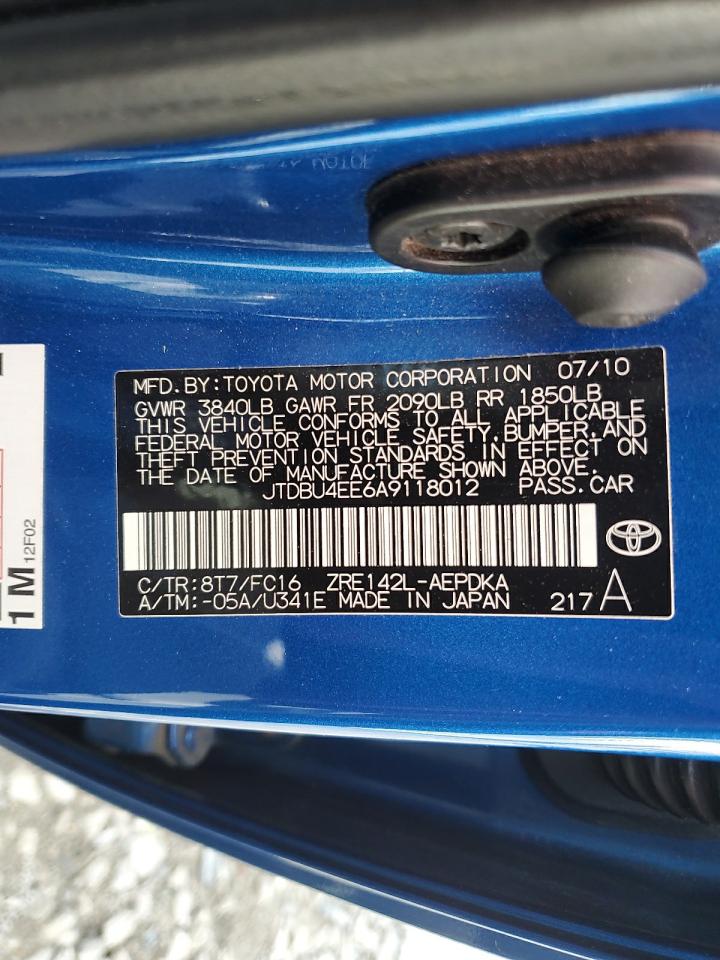 MFD. BY: TOYOTA MOTOR CORPORATION 07/10
GVWR 3840LB GAWR FR 2090LB RR 1850LB
THIS VEHICLE CONFORMS TO ALL APPLICABLE
FEDERAL MOTOR VEHICLE SAFETY, BUMPER, AND
THEFT PREVENTION STANDARDS IN EFFECT ON
THE DATE OF MANUFACTURE SHOWN ABOVE.
JTDBU4EE6A9118012 PASS. CAR
C/TR: 8T7/FC16 ZRE142L-AEPDKA
A/TM: -05A/U341E MADE IN JAPAN 217A
1 M 12F02